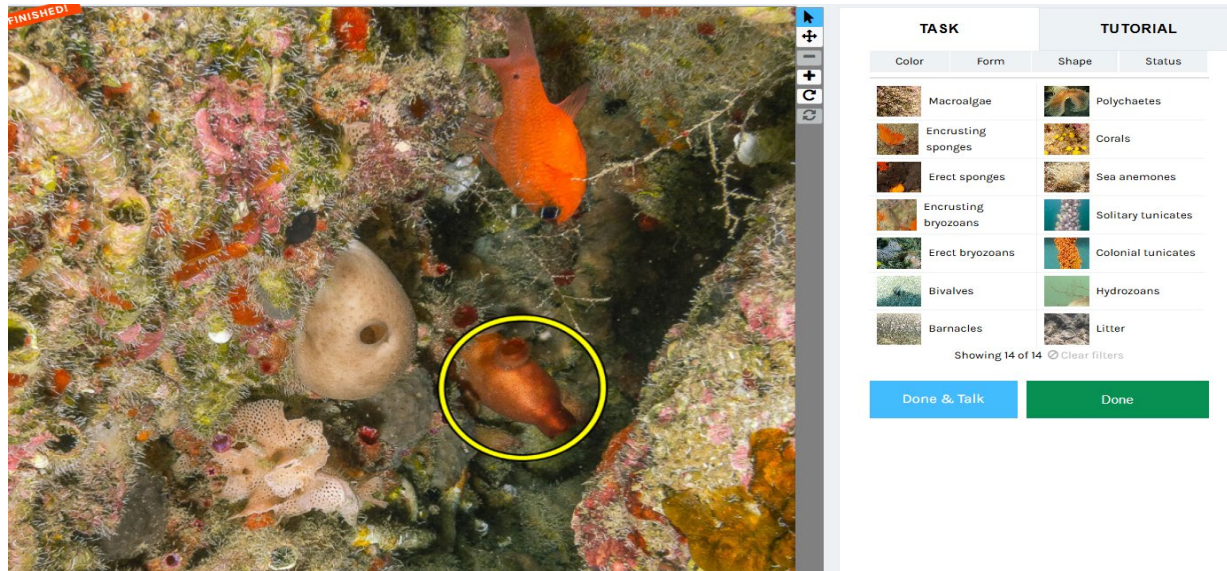 FINISHED!
TASK
TUTORIAL
Color
Form
Shape
Status
Macroalgae
Polychaetes
Encrusting
sponges
Corals
Erect sponges
Sea anemones
Encrusting
bryozoans
Solitary tunicates
Erect bryozoans
Colonial tunicates
Bivalves
Hydrozoans
Barnacles
Litter
Showing 14 of 14 Clear filters
Done & Talk
Done